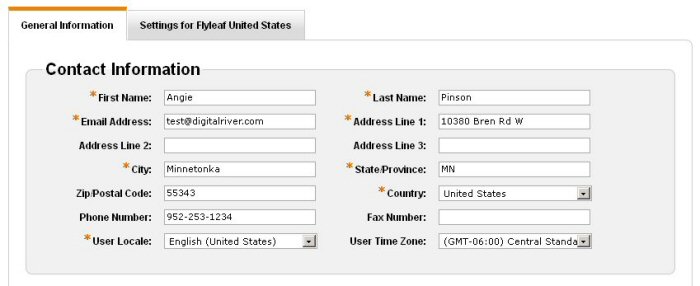 General Information Settings for Flyleaf United States
Contact Information
*First Name: Angie *Last Name: Pinson
*Email Address: test@digitalriver.com *Address Line 1: 10380 Bren Rd W
Address Line 2: Address Line 3:
*City: Minnetonka *State/Province: MN
Zip/Postal Code: 55343 *Country: United States
Phone Number: 952-253-1234 Fax Number:
*User Locale: English (United States) User Time Zone: (GMT-06:00) Central Standa